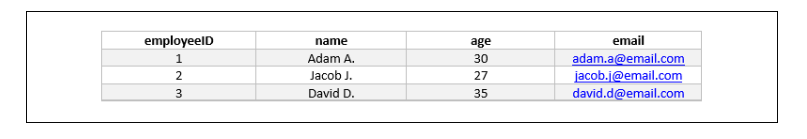 employeeID name age email
1 Adam A. 30 adam.a@email.com
2 Jacob J. 27 jacob.j@email.com
3 David D. 35 david.d@email.com